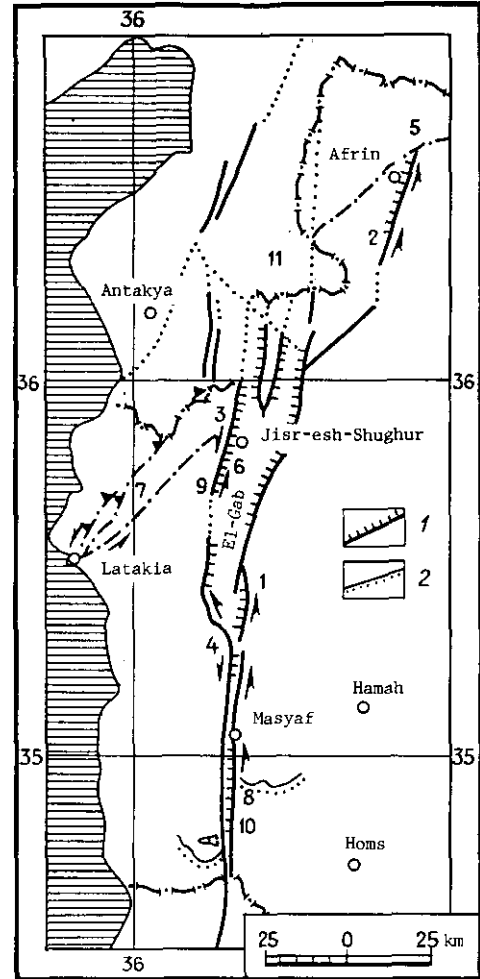 36
5
Afrin
2
11
Antakya
36
36
3
Jisr-esh-Shughur
6
9
El-Gab
7
1
2
Latakia
1
4
Hamah
Masyaf
35
35
8
10
A
Homs
25 0 25 km
36